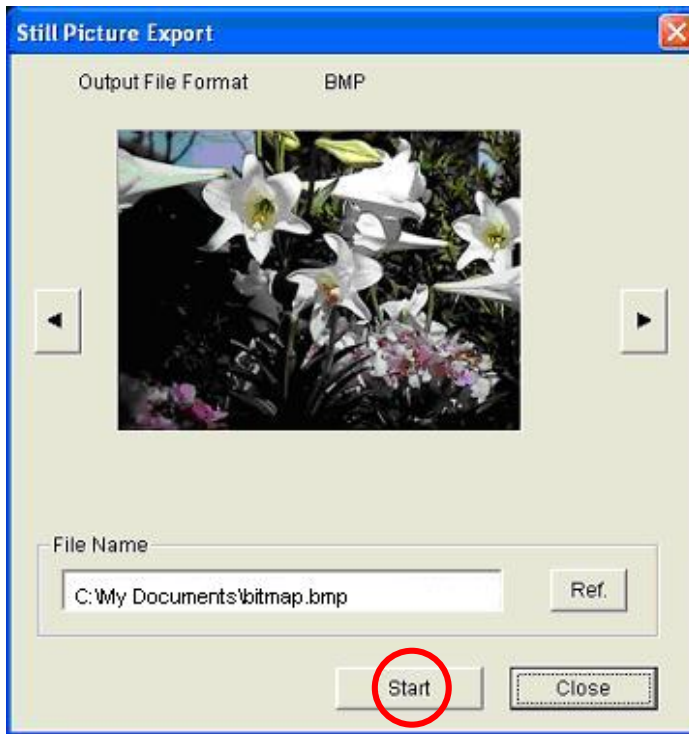 Still Picture Export
Output File Format BMP
File Name
C:\My Documents\bitmap.bmp
Ref.
Start
Close